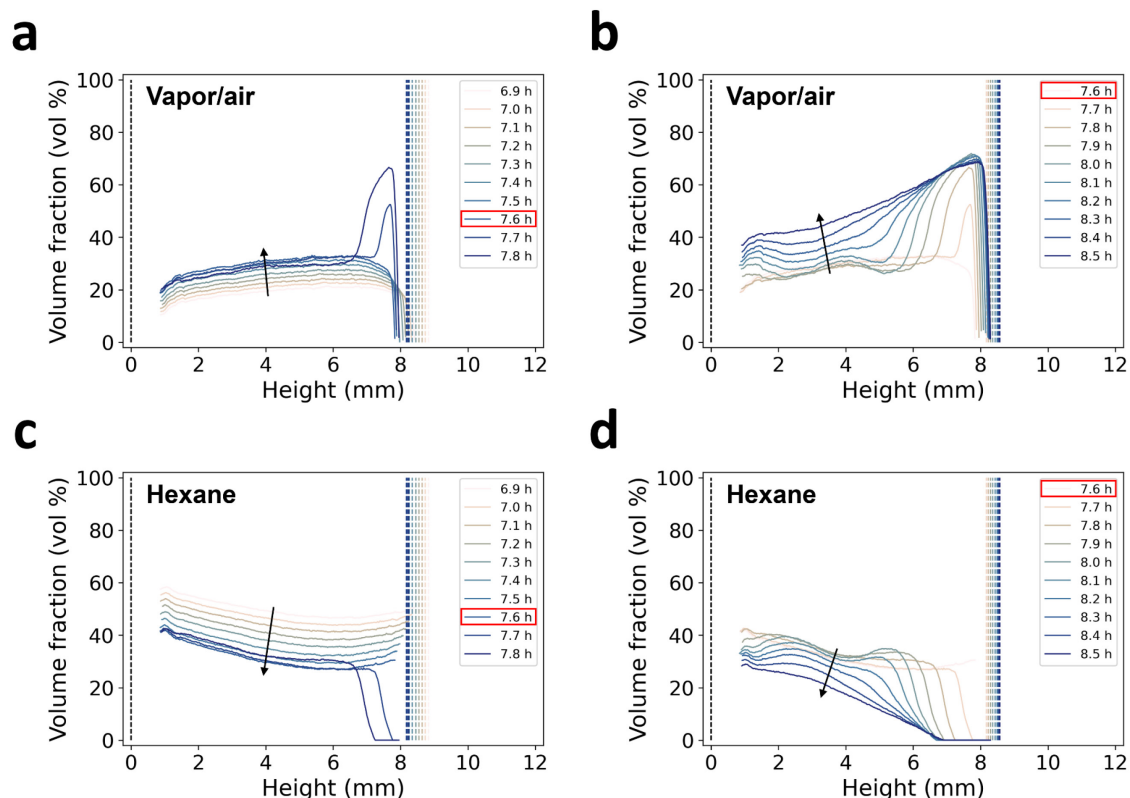 a
Volume fraction (vol %)
100
80
60
40
20
0
Vapor/air
6.9 h
7.0 h
7.1 h
7.2 h
7.3 h
7.4 h
7.5 h
7.6 h
7.7 h
7.8 h
0 2 4 6 8 10 12
Height (mm)
b
Volume fraction (vol %)
100
80
60
40
20
0
Vapor/air
7.6 h
7.7 h
7.8 h
7.9 h
8.0 h
8.1 h
8.2 h
8.3 h
8.4 h
8.5 h
0 2 4 6 8 10 12
Height (mm)
c
Volume fraction (vol %)
100
80
60
40
20
0
Hexane
6.9 h
7.0 h
7.1 h
7.2 h
7.3 h
7.4 h
7.5 h
7.6 h
7.7 h
7.8 h
0 2 4 6 8 10 12
Height (mm)
d
Volume fraction (vol %)
100
80
60
40
20
0
Hexane
7.6 h
7.7 h
7.8 h
7.9 h
8.0 h
8.1 h
8.2 h
8.3 h
8.4 h
8.5 h
0 2 4 6 8 10 12
Height (mm)